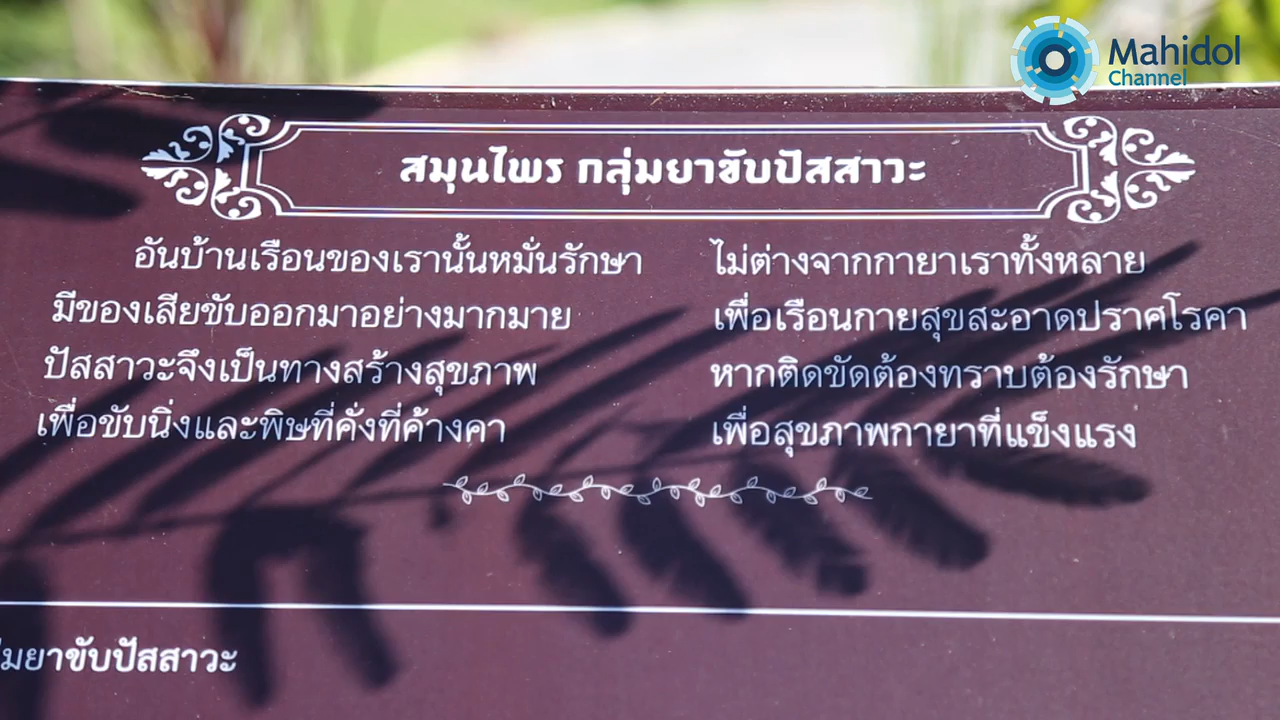 Mahidol
Channel
สมุนไพร กลุ่มยาขับปัสสาวะ
อันบ้านเรือนของเรานั้นหมั่นรักษา ไม่ต่างจากกายาเราทั้งหลาย
มีของเสียขับออกมาอย่างมากมาย เพื่อเรือนกายสุขสะอาดปราศโรคา
ปัสสาวะจึงเป็นทางสร้างสุขภาพ หากติดขัดต้องทราบต้องรักษา
เพื่อขับนิ่งและพิษที่คั่งที่ค้างคา เพื่อสุขภาพกายาที่แข็งแรง
มยาขับปัสสาวะ